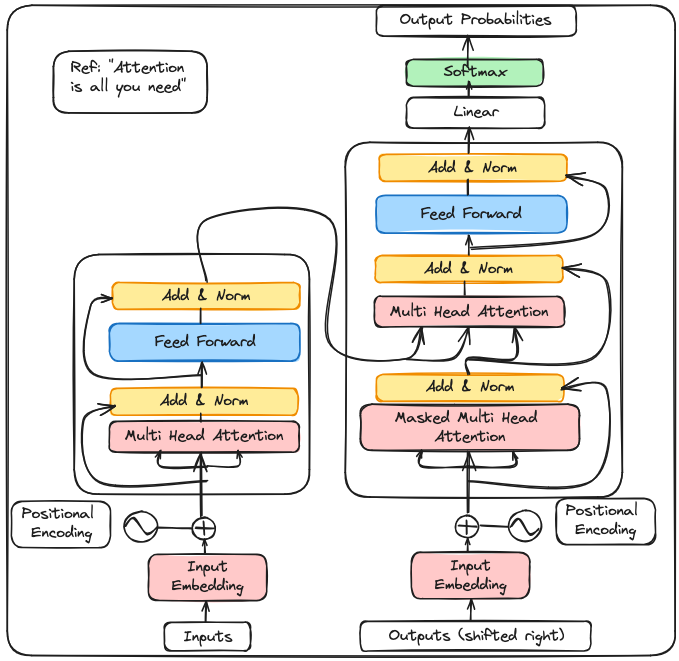 Output Probabilities
Softmax
Linear
Ref: "Attention
is all you need"
Add & Norm
Feed Forward
Add & Norm
Multi Head Attention
Add & Norm
Masked Multi Head
Attention
Add & Norm
Feed Forward
Add & Norm
Multi Head Attention
Positional
Encoding
Positional
Encoding
Input
Embedding
Input
Embedding
Inputs
Outputs (shifted right)